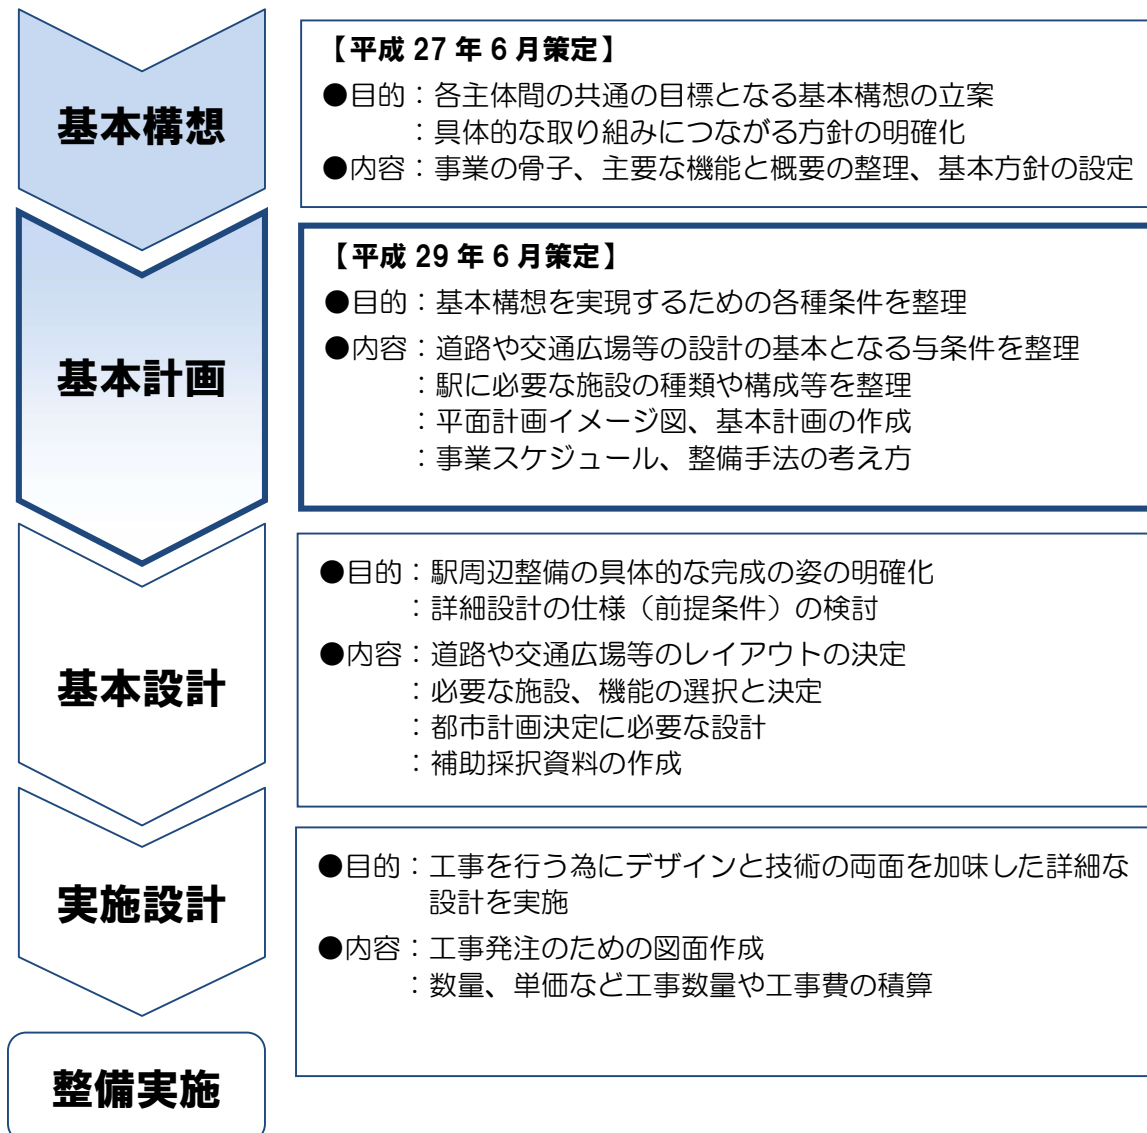 基本構想
【平成 27 年 6 月策定】
●目的：各主体間の共通の目標となる基本構想の立案
：具体的な取り組みにつながる方針の明確化
●内容：事業の骨子、主要な機能と概要の整理、基本方針の設定
基本計画
【平成 29 年 6 月策定】
●目的：基本構想を実現するための各種条件を整理
●内容：道路や交通広場等の設計の基本となる与条件を整理
：駅に必要な施設の種類や構成等を整理
：平面計画イメージ図、基本計画の作成
：事業スケジュール、整備手法の考え方
基本設計
●目的：駅周辺整備の具体的な完成の姿の明確化
：詳細設計の仕様（前提条件）の検討
●内容：道路や交通広場等のレイアウトの決定
：必要な施設、機能の選択と決定
：都市計画決定に必要な設計
：補助採択資料の作成
実施設計
●目的：工事を行う為にデザインと技術の両面を加味した詳細な
設計を実施
●内容：工事発注のための図面作成
：数量、単価など工事数量や工事費の積算
整備実施